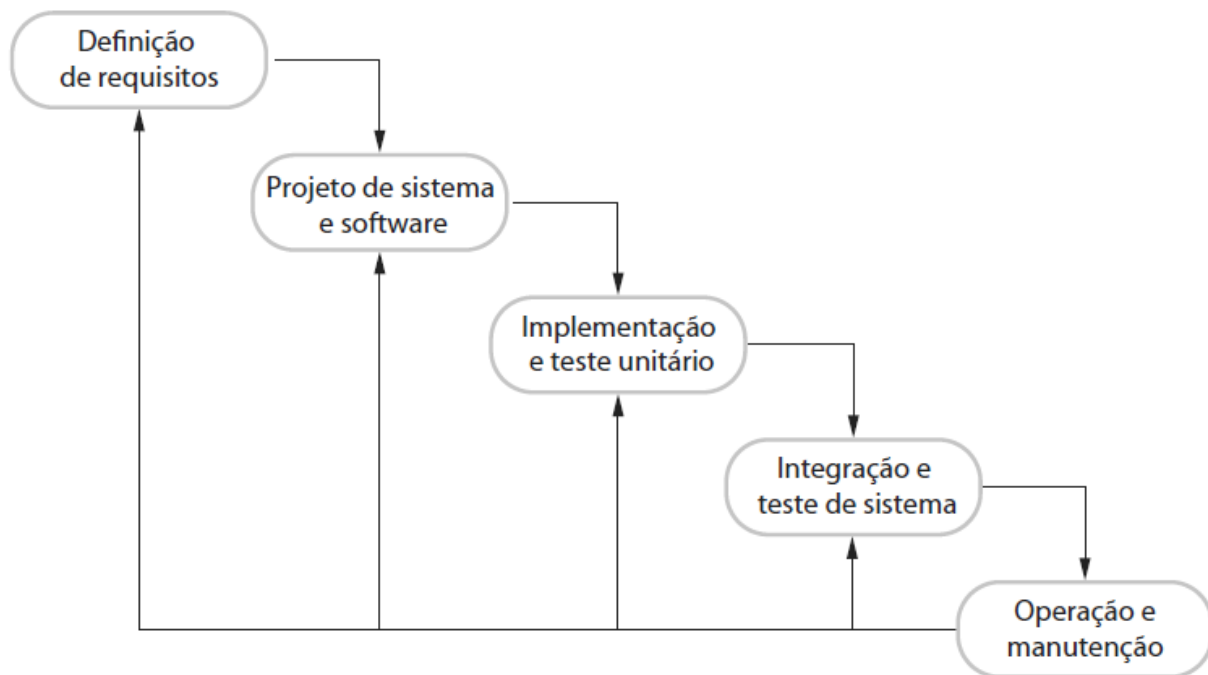 Definição
de requisitos
Projeto de sistema
e software
Implementação
e teste unitário
Integração e
teste de sistema
Operação e
manutenção